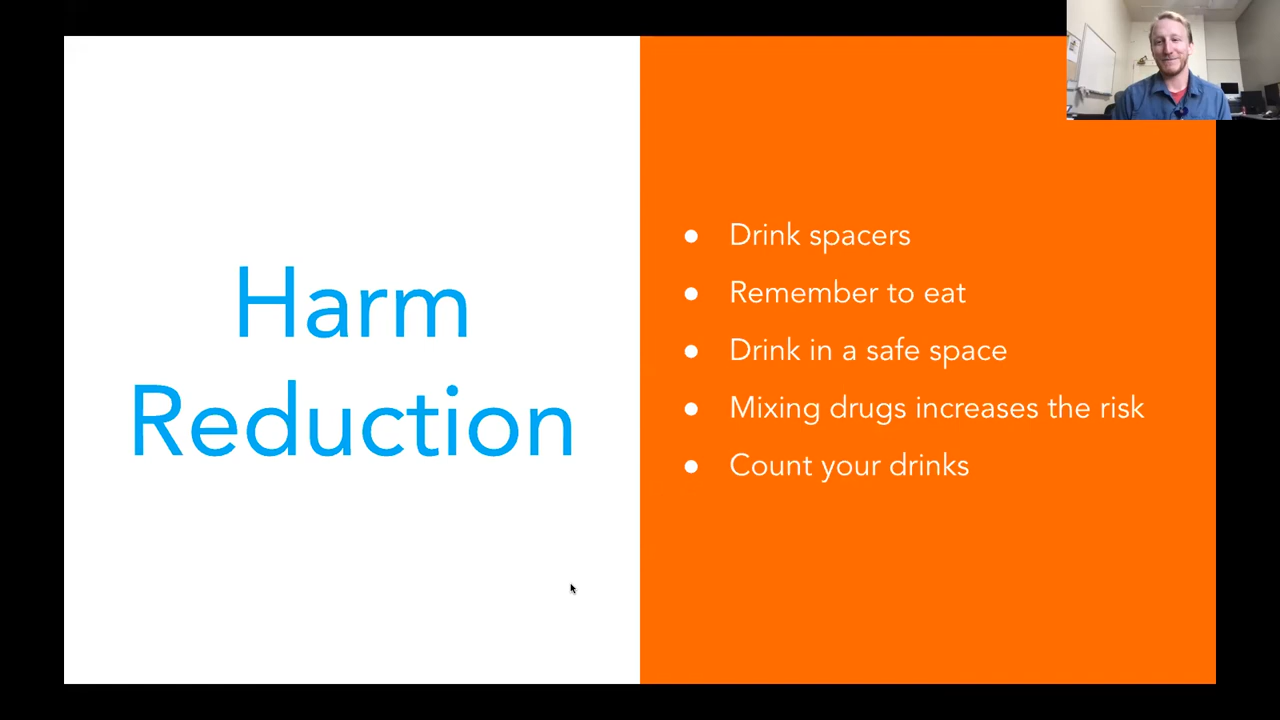 Harm
Reduction
● Drink spacers
● Remember to eat
● Drink in a safe space
● Mixing drugs increases the risk
● Count your drinks